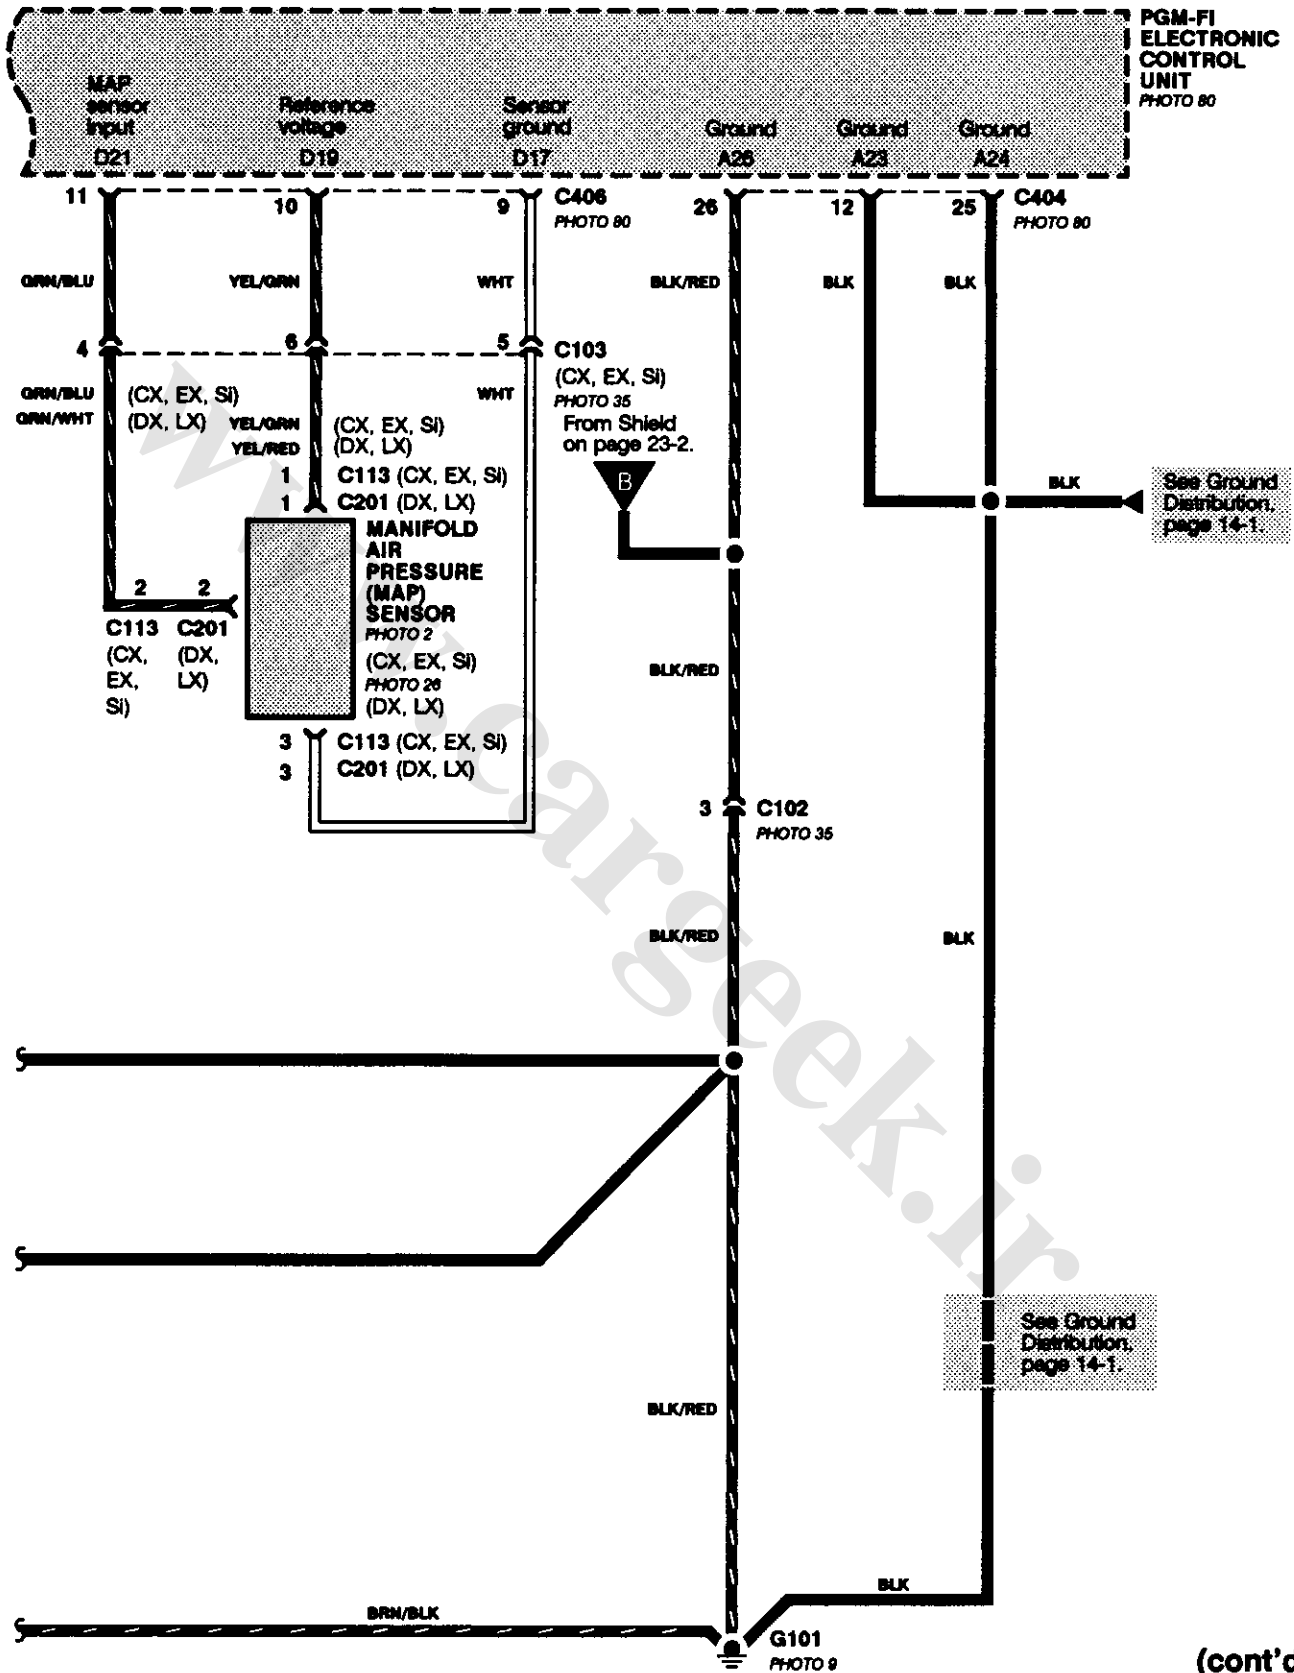 PGM-FI
ELECTRONIC
CONTROL
UNIT
PHOTO 80
MAP
sensor
input
D21
Reference
voltage
D19
Sensor
ground
D17
Ground
A26
Ground
A23
Ground
A24
11
10
9
C406
PHOTO 80
26
12
25
C404
PHOTO 80
GRN/BLU
YEL/GRN
WHT
BLK/RED
BLK
BLK
4
6
5
C103
(CX, EX, Si)
PHOTO 35
GRN/BLU
(CX, EX, Si)
GRN/WHT
(DX, LX)
YEL/GRN
(CX, EX, Si)
YEL/RED
(DX, LX)
WHT
From Shield
on page 23-2.
B
1
C113 (CX, EX, Si)
1
C201 (DX, LX)
BLK
See Ground
Distribution,
page 14-1.
MANIFOLD
AIR
PRESSURE
(MAP)
SENSOR
PHOTO 2
(CX, EX, Si)
PHOTO 26
(DX, LX)
2
2
C113
C201
(CX,
EX,
Si)
(DX,
LX)
BLK/RED
3
C113 (CX, EX, Si)
3
C201 (DX, LX)
3
C102
PHOTO 35
BLK/RED
BLK
See Ground
Distribution,
page 14-1.
BLK/RED
BLK
BRN/BLK
G101
PHOTO 9
(cont'd
www.cargeek.ir